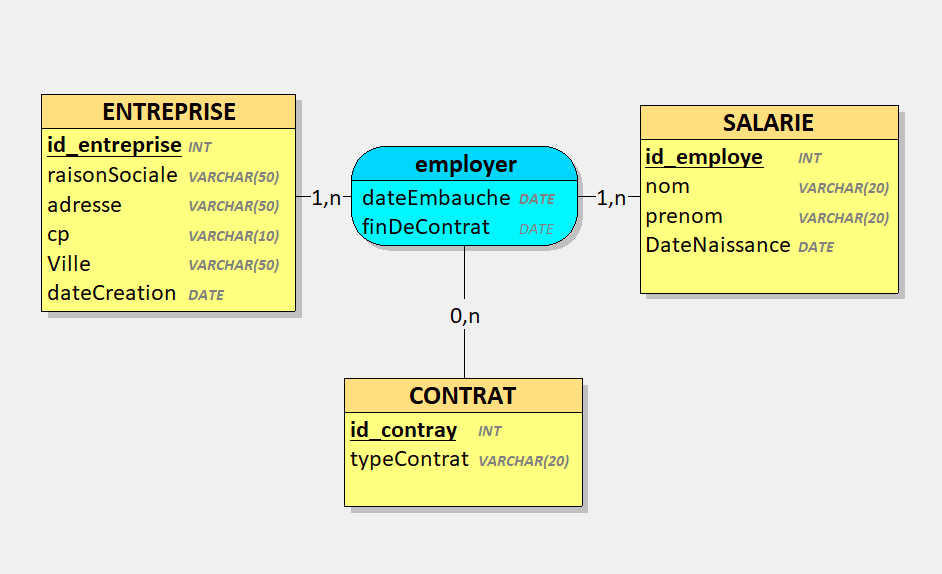 ENTREPRISE
id_entreprise INT
raisonSociale VARCHAR(50)
adresse VARCHAR(50)
cp VARCHAR(10)
Ville VARCHAR(50)
dateCreation DATE
1,n
employer
dateEmbauche DATE
finDeContrat DATE
1,n
SALARIE
id_employe INT
nom VARCHAR(20)
prenom VARCHAR(20)
DateNaissance DATE
0,n
CONTRAT
id_contray INT
typeContrat VARCHAR(20)